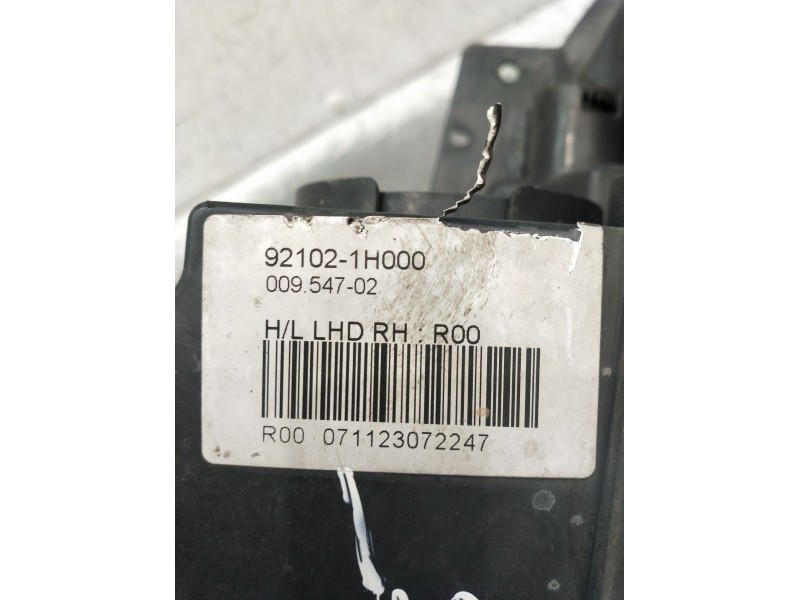 92102-1H000
009.547-02
H/L LHD RH : R00
R00 071123072247